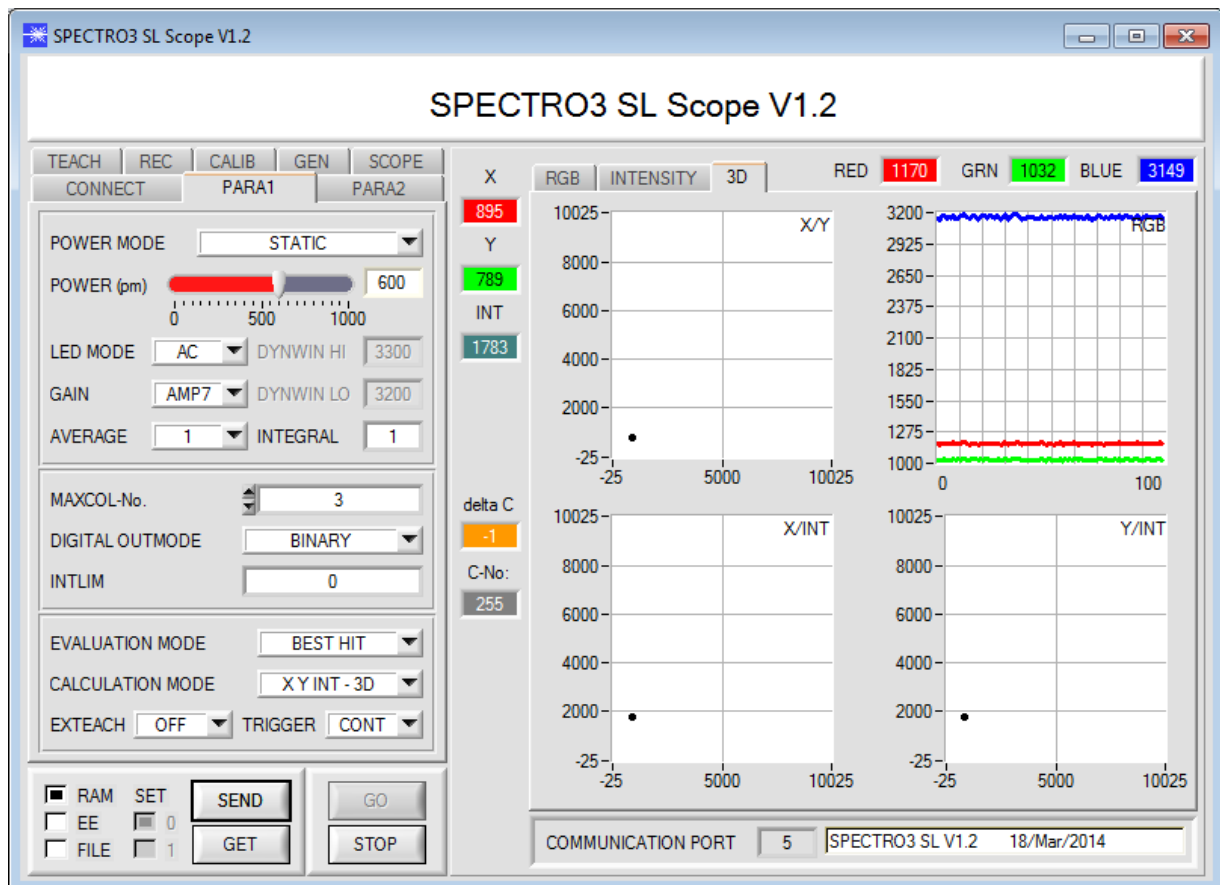 SPECTRO3 SL Scope V1.2
SPECTRO3 SL Scope V1.2
TEACH REC CALIB GEN SCOPE
CONNECT PARA1 PARA2
POWER MODE STATIC
POWER (pm) 600
0 500 1000
LED MODE AC DYNWIN HI 3300
GAIN AMP7 DYNWIN LO 3200
AVERAGE 1 INTEGRAL 1
MAXCOL-No. 3
DIGITAL OUTMODE BINARY
INTLIM 0
EVALUATION MODE BEST HIT
CALCULATION MODE X Y INT - 3D
EXTEACH OFF TRIGGER CONT
RAM SET SEND GO
EE 0
FILE 1 GET STOP
X
895
Y
789
INT
1783
delta C
-1
C-No:
255
RGB INTENSITY 3D RED 1170 GRN 1032 BLUE 3149
X/Y
10025
8000
6000
4000
2000
-25
-25 5000 10025
RGB
3200
2925
2650
2375
2100
1825
1550
1275
1000
0 100
X/INT
10025
8000
6000
4000
2000
-25
-25 5000 10025
Y/INT
10025
8000
6000
4000
2000
-25
-25 5000 10025
COMMUNICATION PORT 5 SPECTRO3 SL V1.2 18/Mar/2014